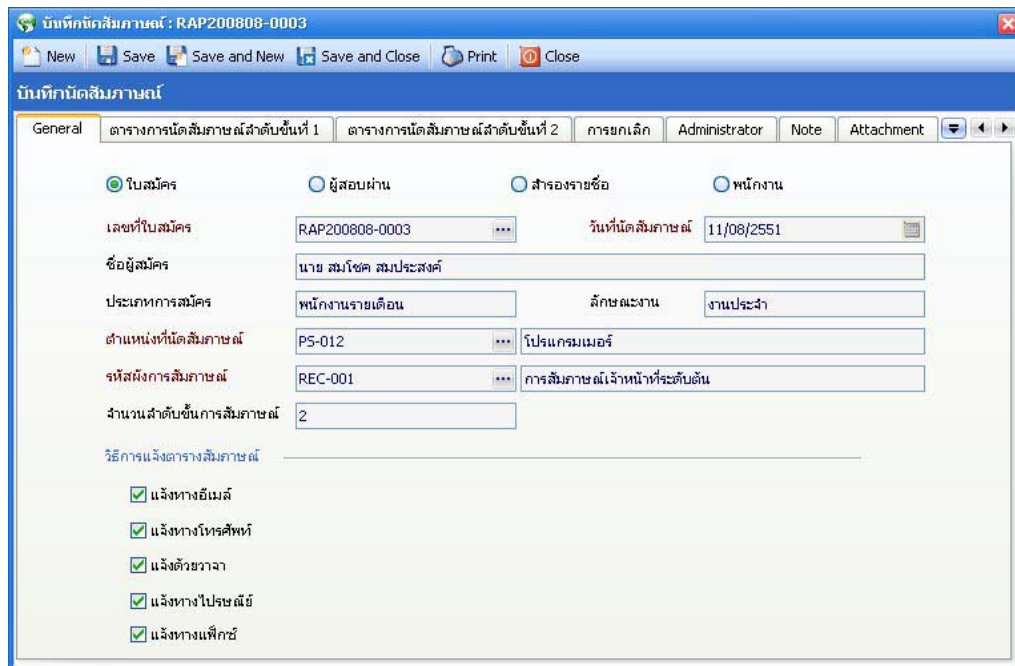 บันทึกนัดสัมภาษณ์ : RAP200808-0003
New Save Save and New Save and Close Print Close
บันทึกนัดสัมภาษณ์
General ตารางการนัดสัมภาษณ์ลำดับขั้นที่ 1 ตารางการนัดสัมภาษณ์ลำดับขั้นที่ 2 การยกเลิก Administrator Note Attachment
ใบสมัคร ผู้สอบผ่าน สำรองรายชื่อ พนักงาน
เลขที่ใบสมัคร RAP200808-0003 ... วันที่นัดสัมภาษณ์ 11/08/2551
ชื่อผู้สมัคร นาย สมโชค สมประสงค์
ประเภทการสมัคร พนักงานรายเดือน ลักษณะงาน งานประจำ
ตำแหน่งที่นัดสัมภาษณ์ PS-012 ... โปรแกรมเมอร์
รหัสผังการสัมภาษณ์ REC-001 ... การสัมภาษณ์เจ้าหน้าที่ระดับต้น
จำนวนลำดับขั้นการสัมภาษณ์ 2
วิธีการแจ้งตารางสัมภาษณ์
แจ้งทางอีเมล์
แจ้งทางโทรศัพท์
แจ้งด้วยวาจา
แจ้งทางไปรษณีย์
แจ้งทางแฟ็กซ์